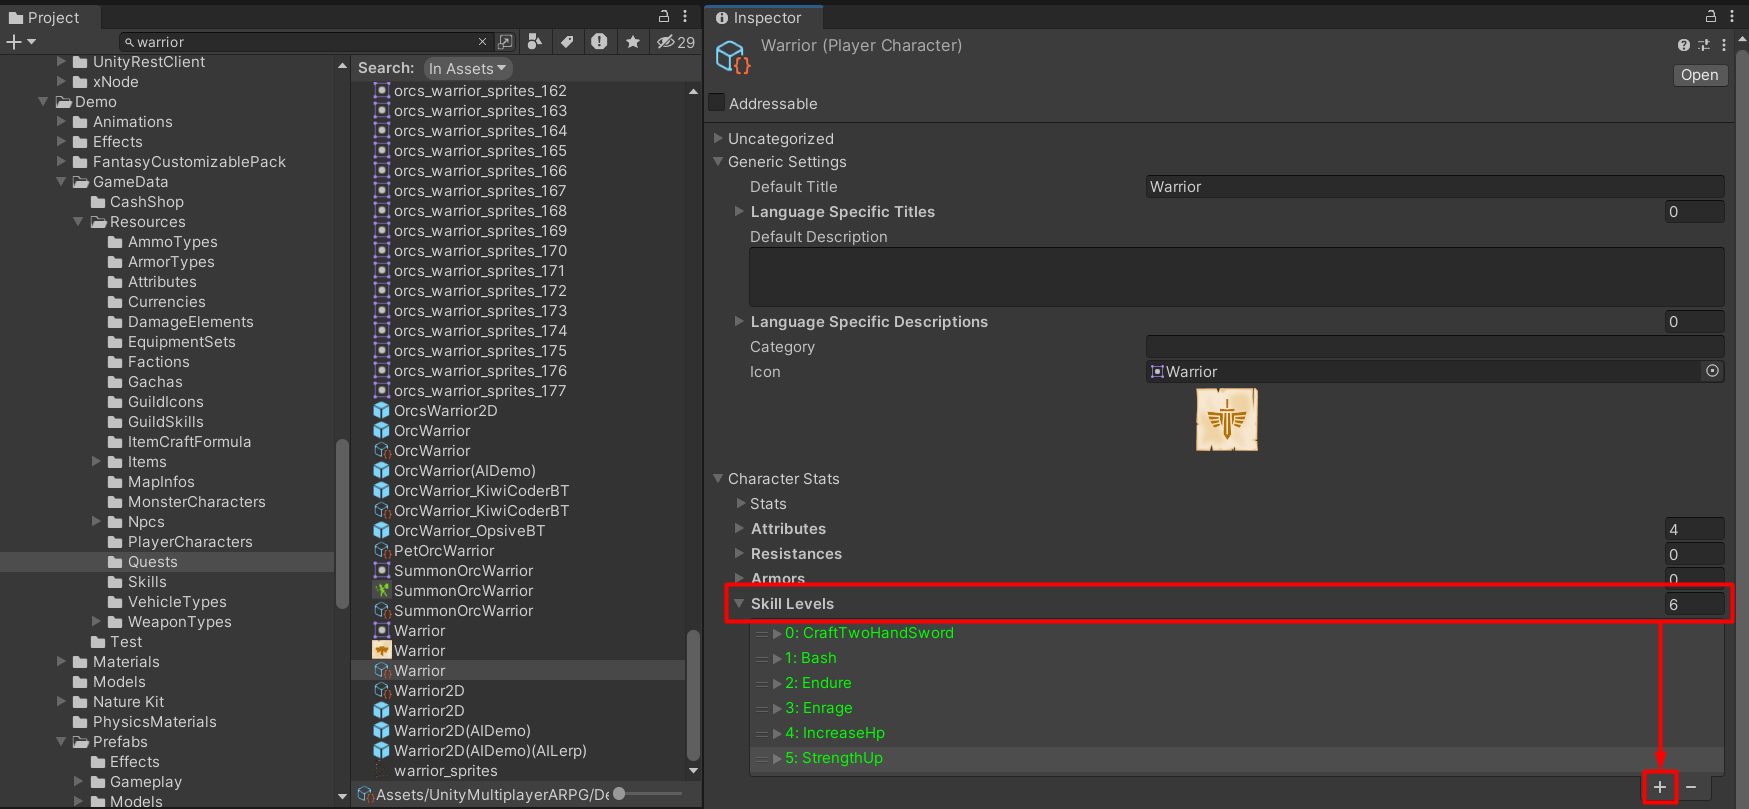 Project
warrior
29
UnityRestClient
xNode
Demo
Animations
Effects
FantasyCustomizablePack
GameData
CashShop
Resources
AmmoTypes
ArmorTypes
Attributes
Currencies
DamageElements
EquipmentSets
Factions
Gachas
GuildIcons
GuildSkills
ItemCraftFormula
Items
MapInfos
MonsterCharacters
Npcs
PlayerCharacters
Quests
Skills
VehicleTypes
WeaponTypes
Test
Materials
Models
Nature Kit
PhysicsMaterials
Prefabs
Effects
Gameplay
Models
Search: In Assets
orcs_warrior_sprites_162
orcs_warrior_sprites_163
orcs_warrior_sprites_164
orcs_warrior_sprites_165
orcs_warrior_sprites_166
orcs_warrior_sprites_167
orcs_warrior_sprites_168
orcs_warrior_sprites_169
orcs_warrior_sprites_170
orcs_warrior_sprites_171
orcs_warrior_sprites_172
orcs_warrior_sprites_173
orcs_warrior_sprites_174
orcs_warrior_sprites_175
orcs_warrior_sprites_176
orcs_warrior_sprites_177
OrcsWarrior2D
OrcWarrior
OrcWarrior
OrcWarrior(AIDemo)
OrcWarrior_KiwiCoderBT
OrcWarrior_KiwiCoderBT
OrcWarrior_OpsiveBT
PetOrcWarrior
SummonOrcWarrior
SummonOrcWarrior
SummonOrcWarrior
Warrior
Warrior
Warrior
Warrior2D
Warrior2D
Warrior2D(AIDemo)
Warrior2D(AIDemo)(AILerp)
warrior_sprites
Assets/UnityMultiplayerARPG/De
Inspector
Warrior (Player Character)
Open
Addressable
Uncategorized
Generic Settings
Default Title Warrior
Language Specific Titles 0
Default Description
Language Specific Descriptions 0
Category
Icon Warrior
Character Stats
Stats
Attributes 4
Resistances 0
Armors 0
Skill Levels 6
0: CraftTwoHandSword
1: Bash
2: Endure
3: Enrage
4: IncreaseHp
5: StrengthUp